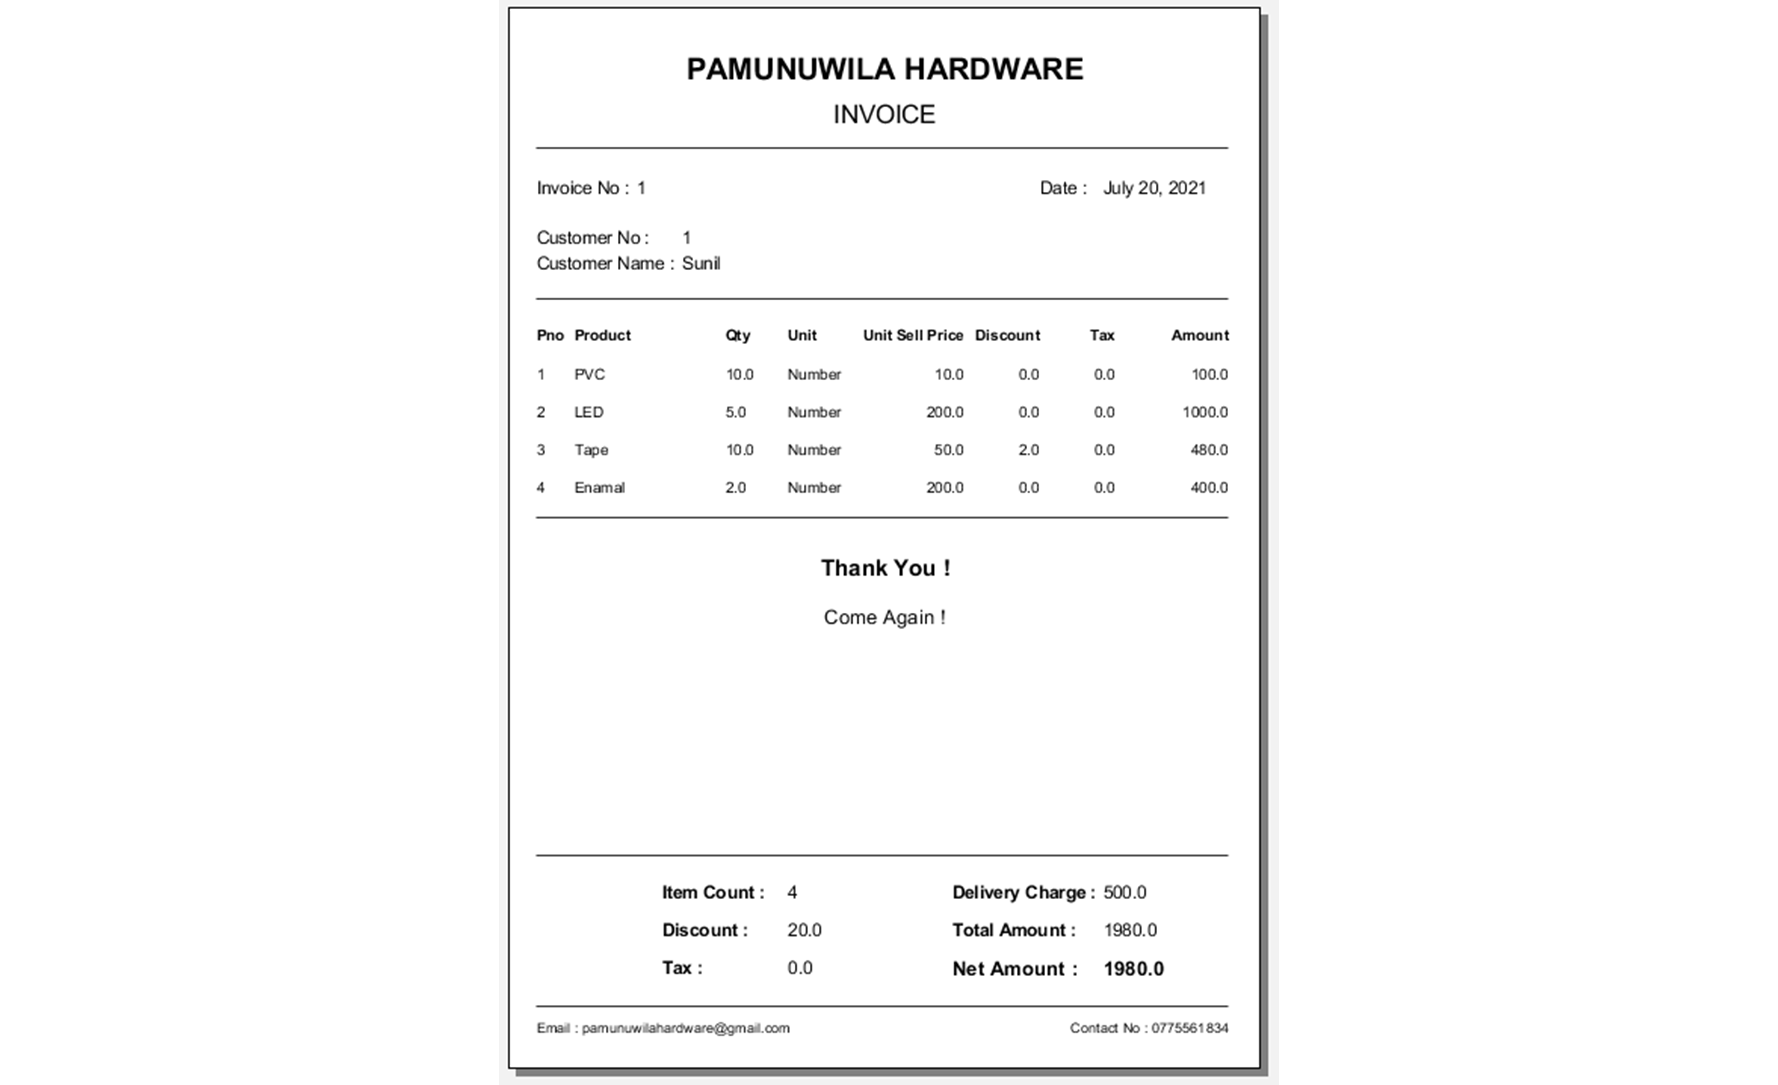 PAMUNUWILA HARDWARE
INVOICE
Invoice No : 1 Date : July 20, 2021
Customer No : 1
Customer Name : Sunil
Pno Product Qty Unit Unit Sell Price Discount Tax Amount
1 PVC 10.0 Number 10.0 0.0 0.0 100.0
2 LED 5.0 Number 200.0 0.0 0.0 1000.0
3 Tape 10.0 Number 50.0 2.0 0.0 480.0
4 Enamal 2.0 Number 200.0 0.0 0.0 400.0
Thank You !
Come Again !
Item Count : 4 Delivery Charge : 500.0
Discount : 20.0 Total Amount : 1980.0
Tax : 0.0 Net Amount : 1980.0
Email : pamunuwilahardware@gmail.com Contact No : 0775561834